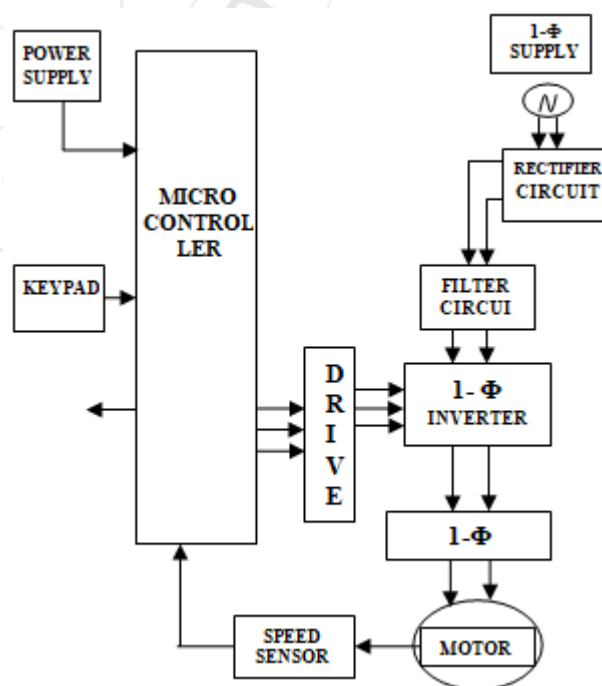 POWER
SUPPLY
1-Φ
SUPPLY
N
RECTIFIER
CIRCUIT
MICRO
CONTROL
LER
KEYPAD
FILTER
CIRCUI
D
R
I
V
E
1- Φ
INVERTER
1-Φ
SPEED
SENSOR
MOTOR